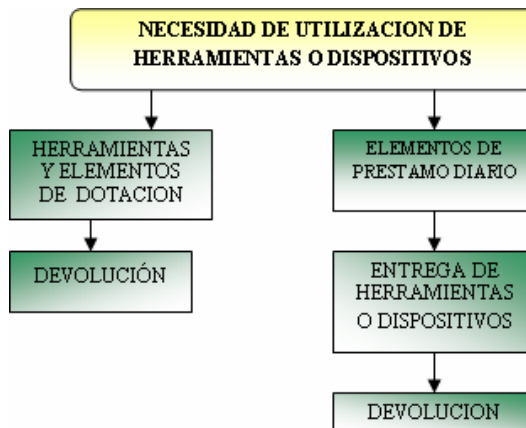 NECESIDAD DE UTILIZACION DE
HERRAMIENTAS O DISPOSITIVOS
HERRAMIENTAS
Y ELEMENTOS
DE DOTACION
DEVOLUCIÓN
ELEMENTOS DE
PRESTAMO DIARIO
ENTREGA DE
HERRAMIENTAS
O DISPOSITIVOS
DEVOLUCION